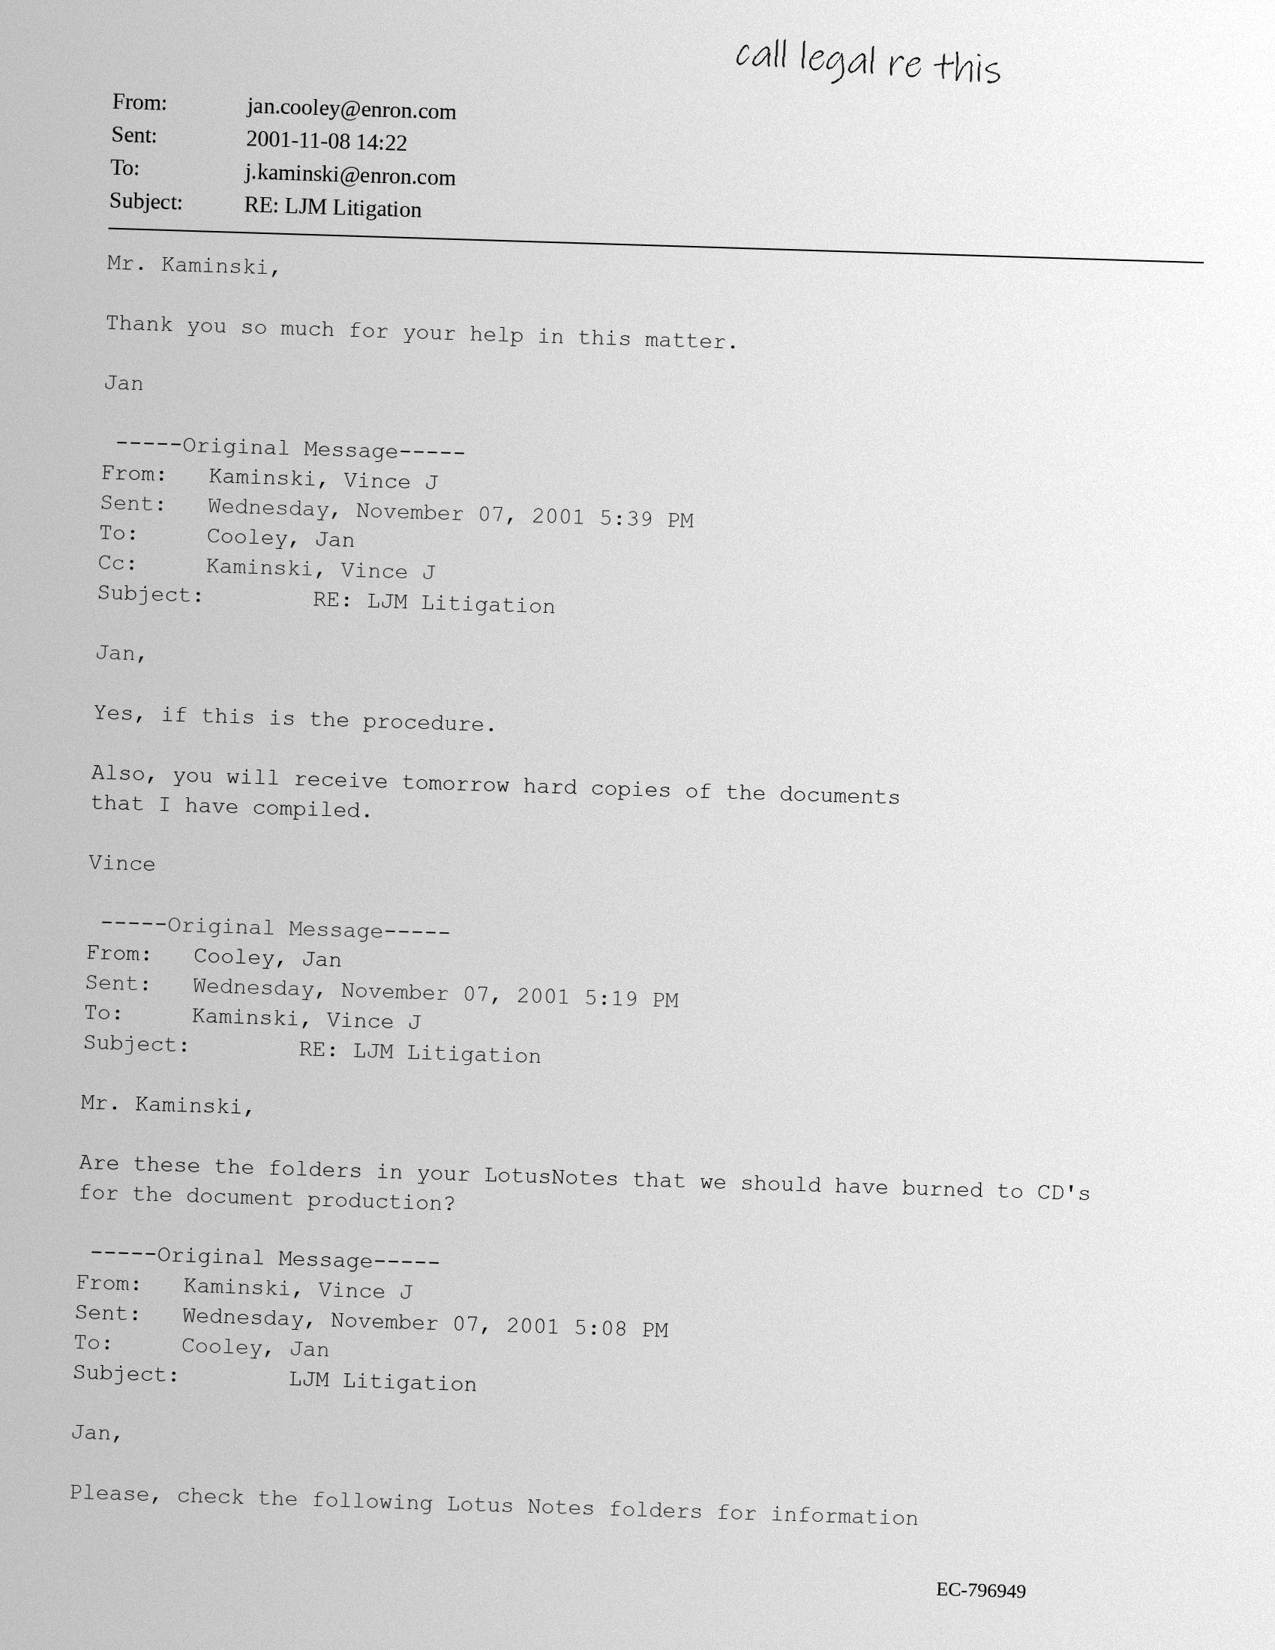 call legal re this
From: jan.cooley@enron.com
Sent: 2001-11-08 14:22
To: j.kaminski@enron.com
Subject: RE: LJM Litigation
Mr. Kaminski,
Thank you so much for your help in this matter.
Jan
-----Original Message-----
From: Kaminski, Vince J
Sent: Wednesday, November 07, 2001 5:39 PM
To: Cooley, Jan
Cc: Kaminski, Vince J
Subject: RE: LJM Litigation
Jan,
Yes, if this is the procedure.
Also, you will receive tomorrow hard copies of the documents
that I have compiled.
Vince
-----Original Message-----
From: Cooley, Jan
Sent: Wednesday, November 07, 2001 5:19 PM
To: Kaminski, Vince J
Subject: RE: LJM Litigation
Mr. Kaminski,
Are these the folders in your LotusNotes that we should have burned to CD's
for the document production?
-----Original Message-----
From: Kaminski, Vince J
Sent: Wednesday, November 07, 2001 5:08 PM
To: Cooley, Jan
Subject: LJM Litigation
Jan,
Please, check the following Lotus Notes folders for information
EC-796949